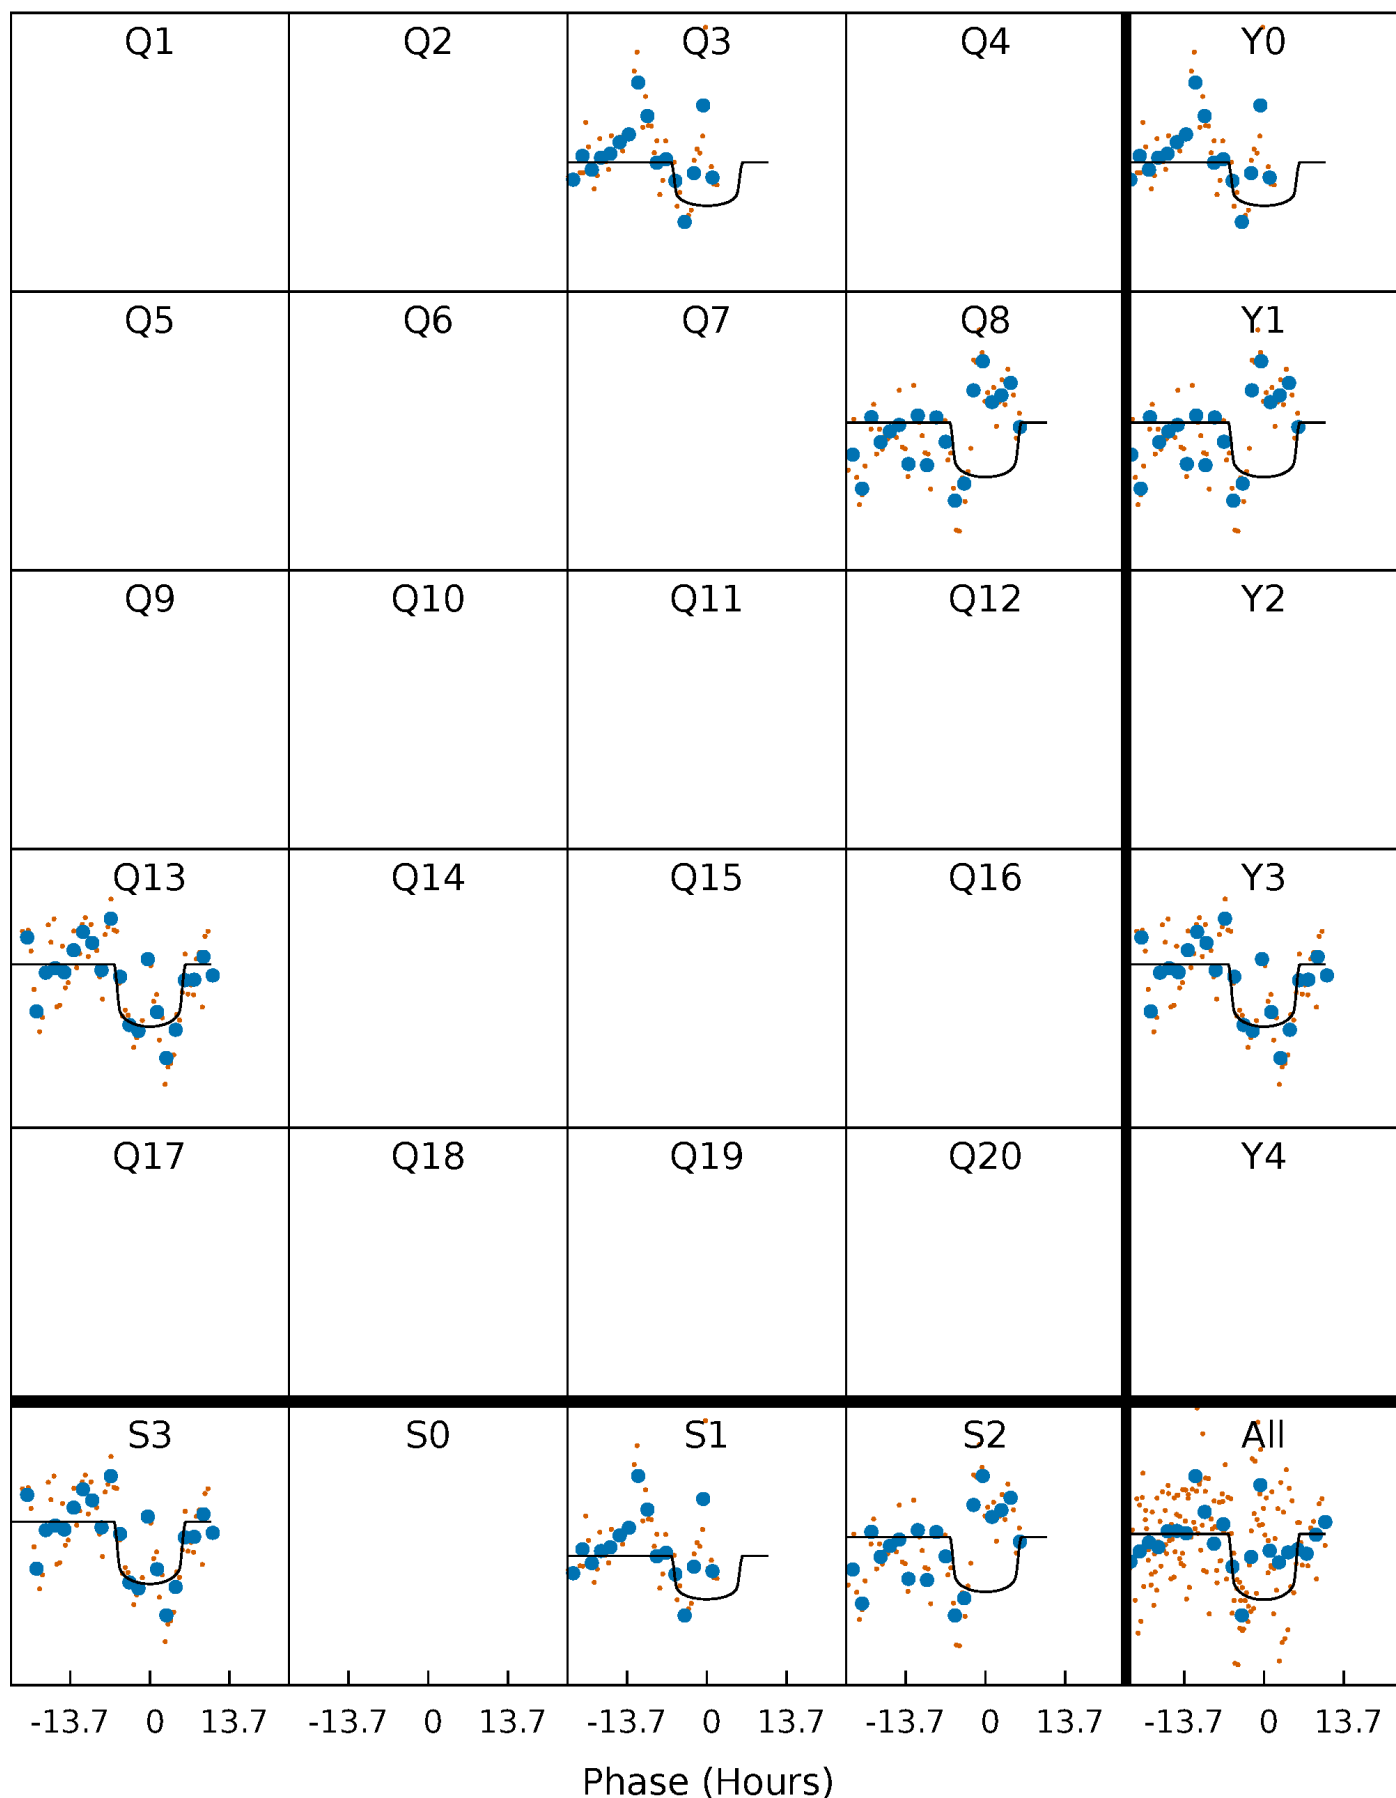 Q1 Q2 Q3 Q4 Y0
Q5 Q6 Q7 Q8 Y1
Q9 Q10 Q11 Q12 Y2
Q13 Q14 Q15 Q16 Y3
Q17 Q18 Q19 Q20 Y4
S3 S0 S1 S2 All
-13.7 0 13.7 -13.7 0 13.7 -13.7 0 13.7 -13.7 0 13.7 -13.7 0 13.7
Phase (Hours)